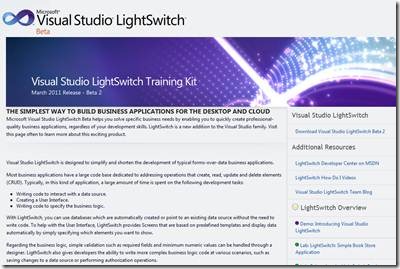 Microsoft®
Visual Studio LightSwitch™
Beta
Visual Studio LightSwitch Training Kit
March 2011 Release - Beta 2
THE SIMPLEST WAY TO BUILD BUSINESS APPLICATIONS FOR THE DESKTOP AND CLOUD
Microsoft Visual Studio LightSwitch Beta helps you solve specific business needs by enabling you to quickly create professional-
quality business applications, regardless of your development skills. LightSwitch is a new addition to the Visual Studio family. Visit
this page often to learn more about this exciting product.
Visual Studio LightSwitch is designed to simplify and shorten the development of typical forms-over-data business applications.
Most business applications have a large code base dedicated to addressing operations that create, read, update and delete elements
(CRUD). Typically, in this kind of application, a large amount of time is spent on the following development tasks
• Writing code to interact with a data source.
• Creating a User Interface.
• Writing code to specify the business logic.
With LightSwitch, you can use databases which are automatically created or point to an existing data source without the need to
write code. To help with the User Interface, LightSwitch provides Screens that are based on predefined templates and display data
automatically by simply specifying which elements you want to show.
Regarding the business logic, simple validation such as required fields and minimum numeric values can be handled through a
designer. LightSwitch also gives developers the ability to write more complex business logic code at various scenarios, such as
saving changes to a data source or performing authorization operations.
Visual Studio LightSwitch
Download Visual Studio LightSwitch Beta 2
Additional Resources
LightSwitch Developer Center on MSDN
LightSwitch How Do I Videos
Visual Studio LightSwitch Team Blog
LightSwitch Overview
Demo: Introducing Visual Studio
LightSwitch
Lab: LightSwitch: Simple Book Store
Application